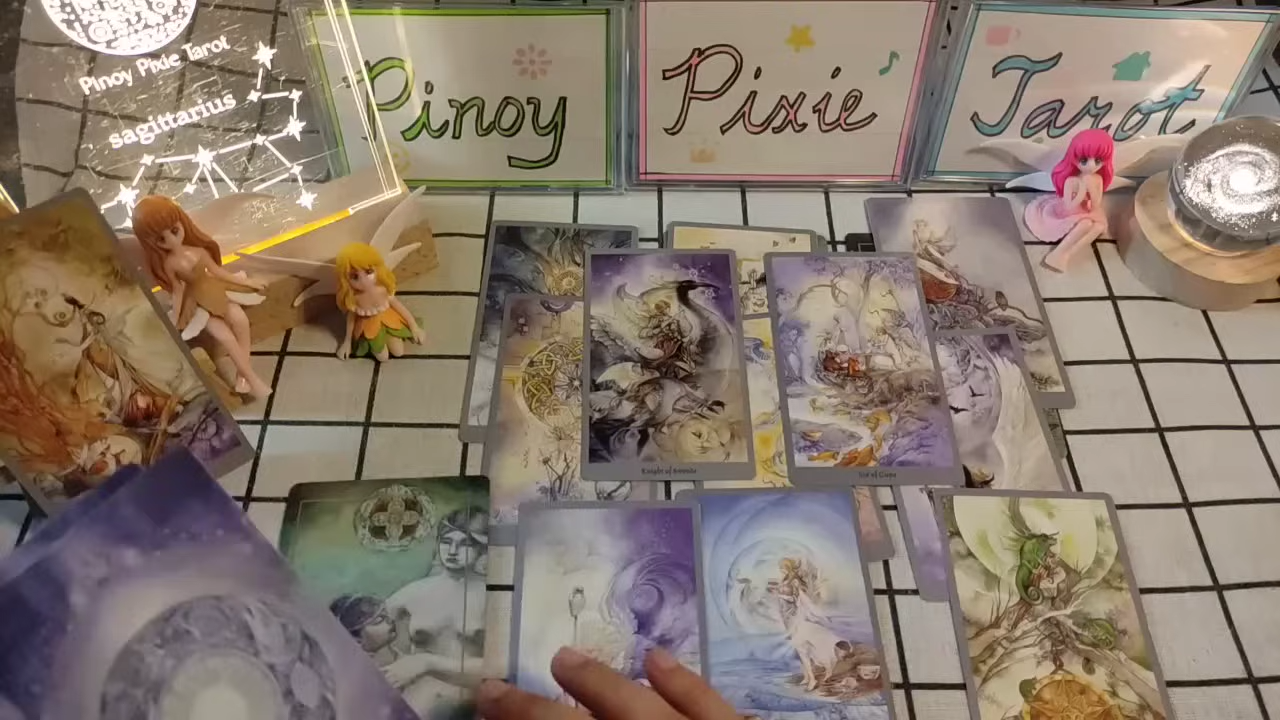 Pinoy Pixie Tarot
sagittarius
Pinoy
Pixie
Tarot
Knight of Swords
Six of Cups